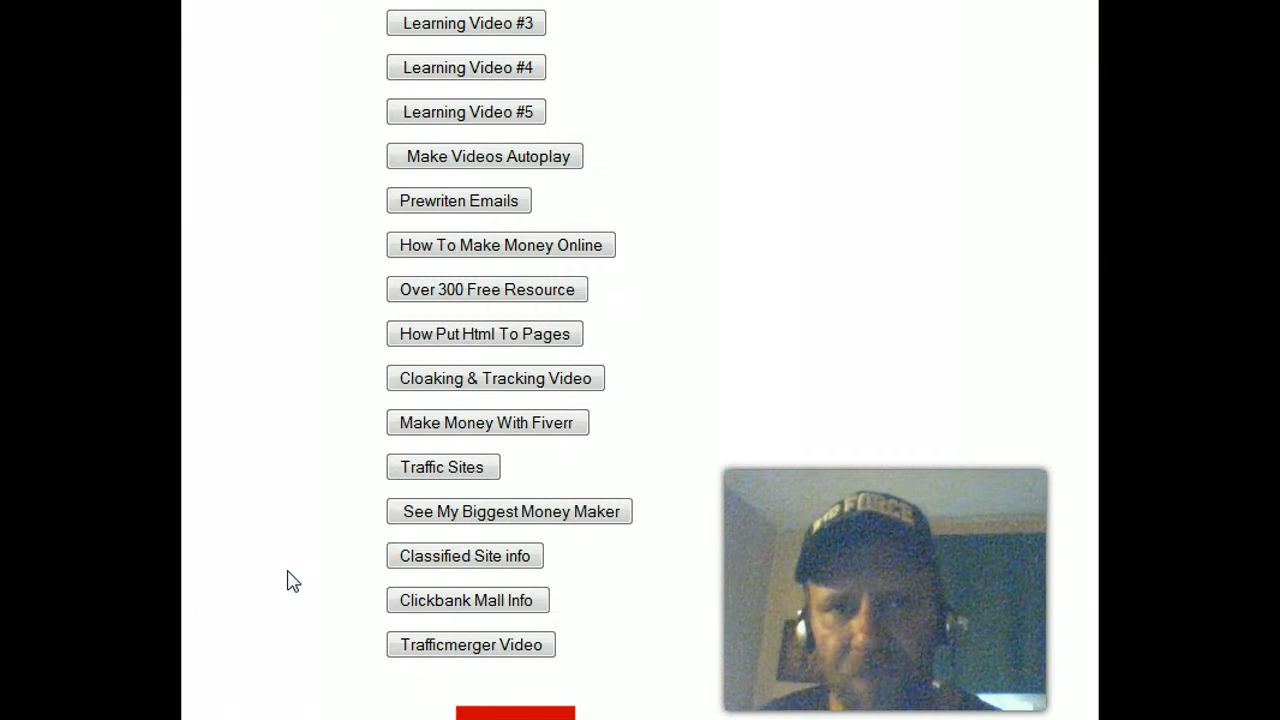 Learning Video #3
Learning Video #4
Learning Video #5
Make Videos Autoplay
Prewriten Emails
How To Make Money Online
Over 300 Free Resource
How Put Html To Pages
Cloaking & Tracking Video
Make Money With Fiverr
Traffic Sites
See My Biggest Money Maker
Classified Site info
Clickbank Mall Info
Trafficmerger Video
FORCE